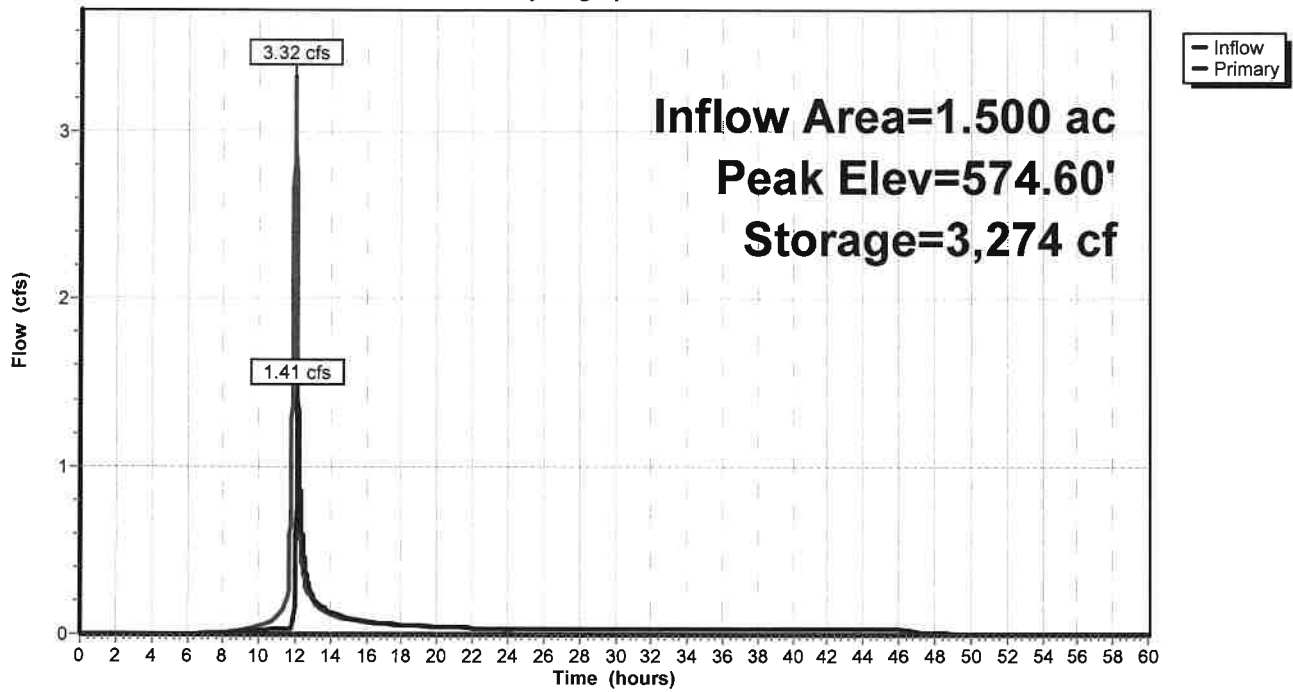 3.32 cfs
Inflow
Primary
Inflow Area=1.500 ac
Peak Elev=574.60'
Storage=3,274 cf
1.41 cfs
Flow (cfs)
3
2
1
0
0 2 4 6 8 10 12 14 16 18 20 22 24 26 28 30 32 34 36 38 40 42 44 46 48 50 52 54 56 58 60
Time (hours)